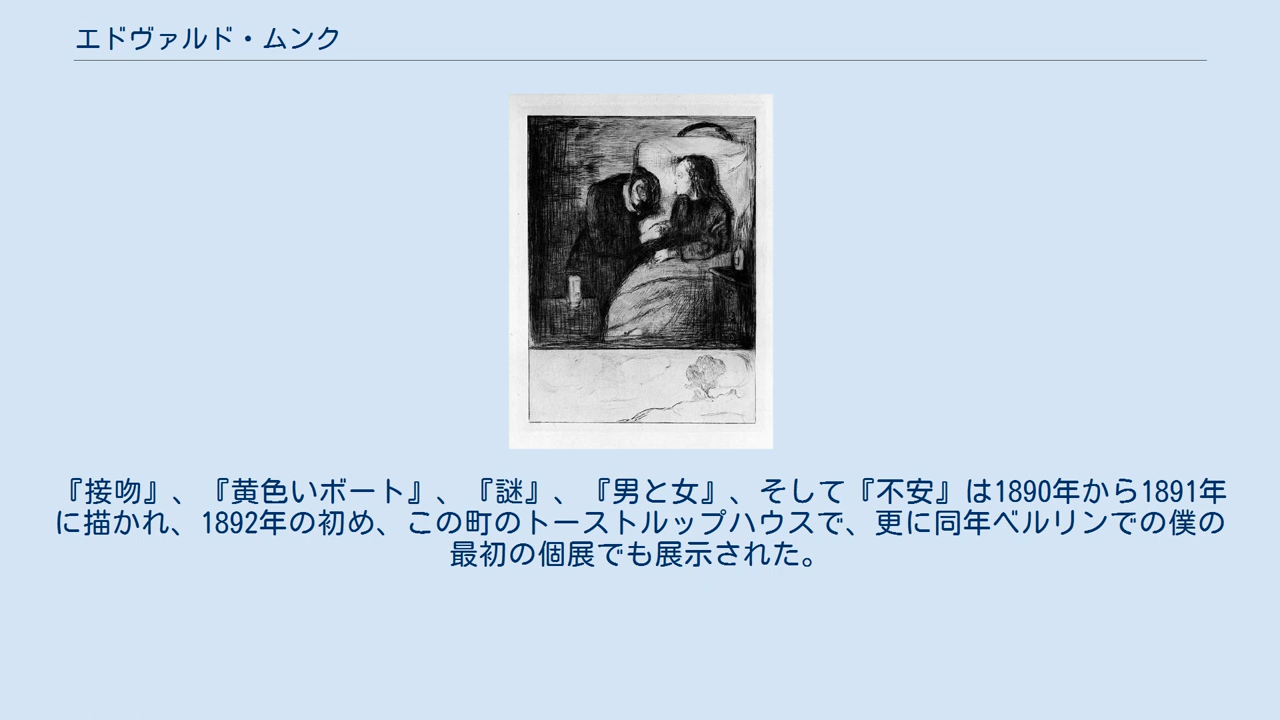 エドヴァルド・ムンク
『接吻』、『黄色いボート』、『謎』、『男と女』、そして『不安』は1890年から1891年
に描かれ、1892年の初め、この町のトーストルップハウスで、更に同年ベルリンでの僕の
最初の個展でも展示された。